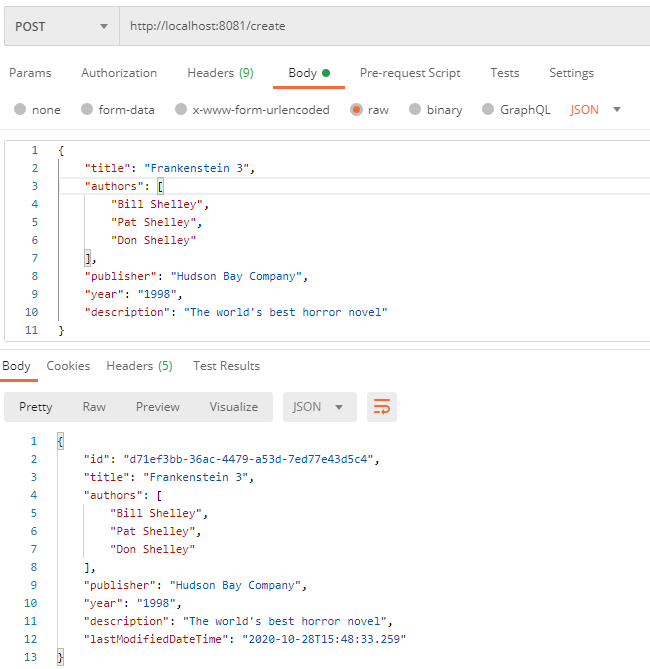 POST http://localhost:8081/create
Params Authorization Headers (9) Body Pre-request Script Tests Settings
none form-data x-www-form-urlencoded raw binary GraphQL JSON
1 {
2 "title": "Frankenstein 3",
3 "authors": [
4 "Bill Shelley",
5 "Pat Shelley",
6 "Don Shelley"
7 ],
8 "publisher": "Hudson Bay Company",
9 "year": "1998",
10 "description": "The world's best horror novel"
11 }
Body Cookies Headers (5) Test Results
Pretty Raw Preview Visualize JSON
1 {
2 "id": "d71ef3bb-36ac-4479-a53d-7ed77e43d5c4",
3 "title": "Frankenstein 3",
4 "authors": [
5 "Bill Shelley",
6 "Pat Shelley",
7 "Don Shelley"
8 ],
9 "publisher": "Hudson Bay Company",
10 "year": "1998",
11 "description": "The world's best horror novel",
12 "lastModifiedDateTime": "2020-10-28T15:48:33.259"
13 }